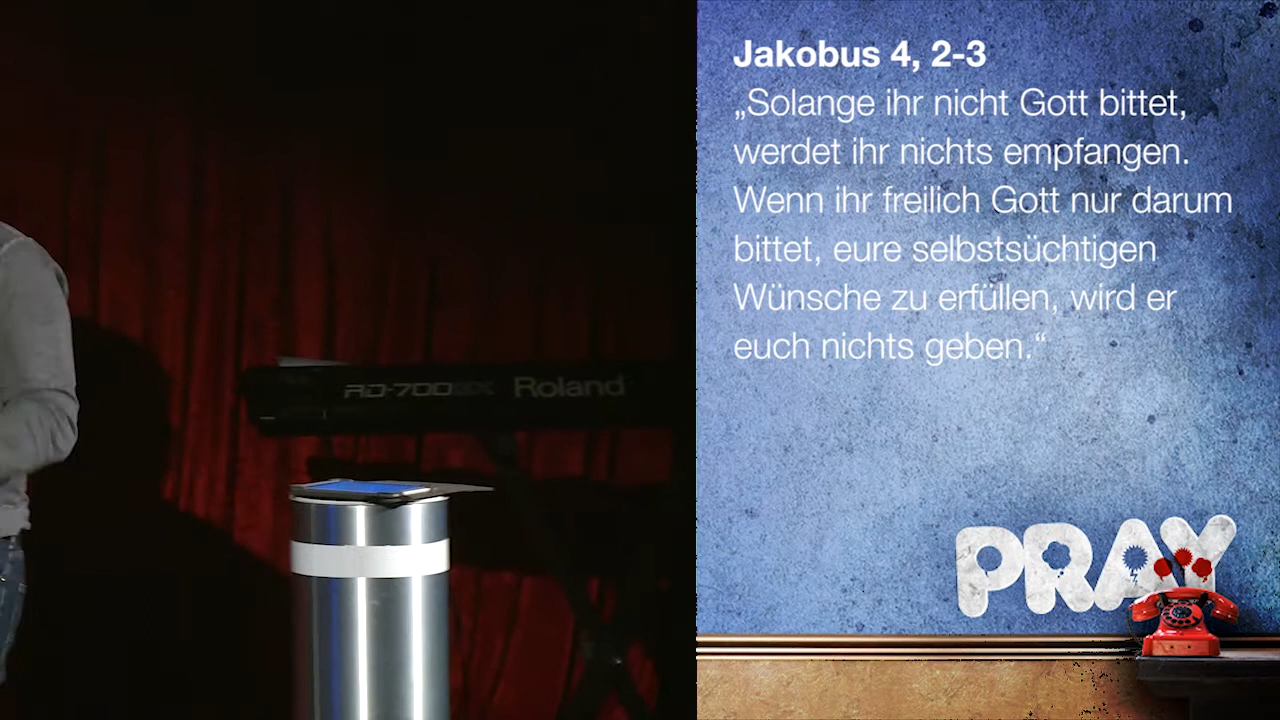 RD-700GX Roland
Jakobus 4, 2-3
„Solange ihr nicht Gott bittet,
werdet ihr nichts empfangen.
Wenn ihr freilich Gott nur darum
bittet, eure selbstsüchtigen
Wünsche zu erfüllen, wird er
euch nichts geben.“
PRAY